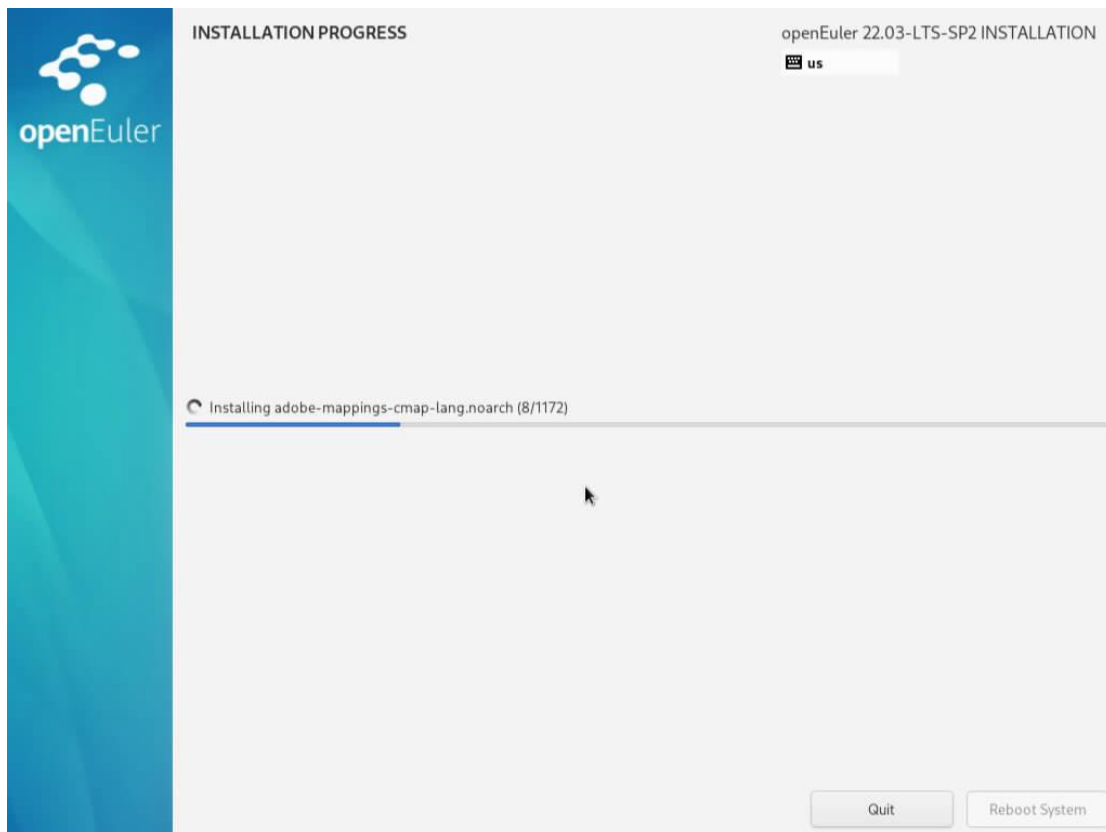 openEuler
INSTALLATION PROGRESS
openEuler 22.03-LTS-SP2 INSTALLATION
us
Installing adobe-mappings-cmap-lang.noarch (8/1172)
Quit
Reboot System